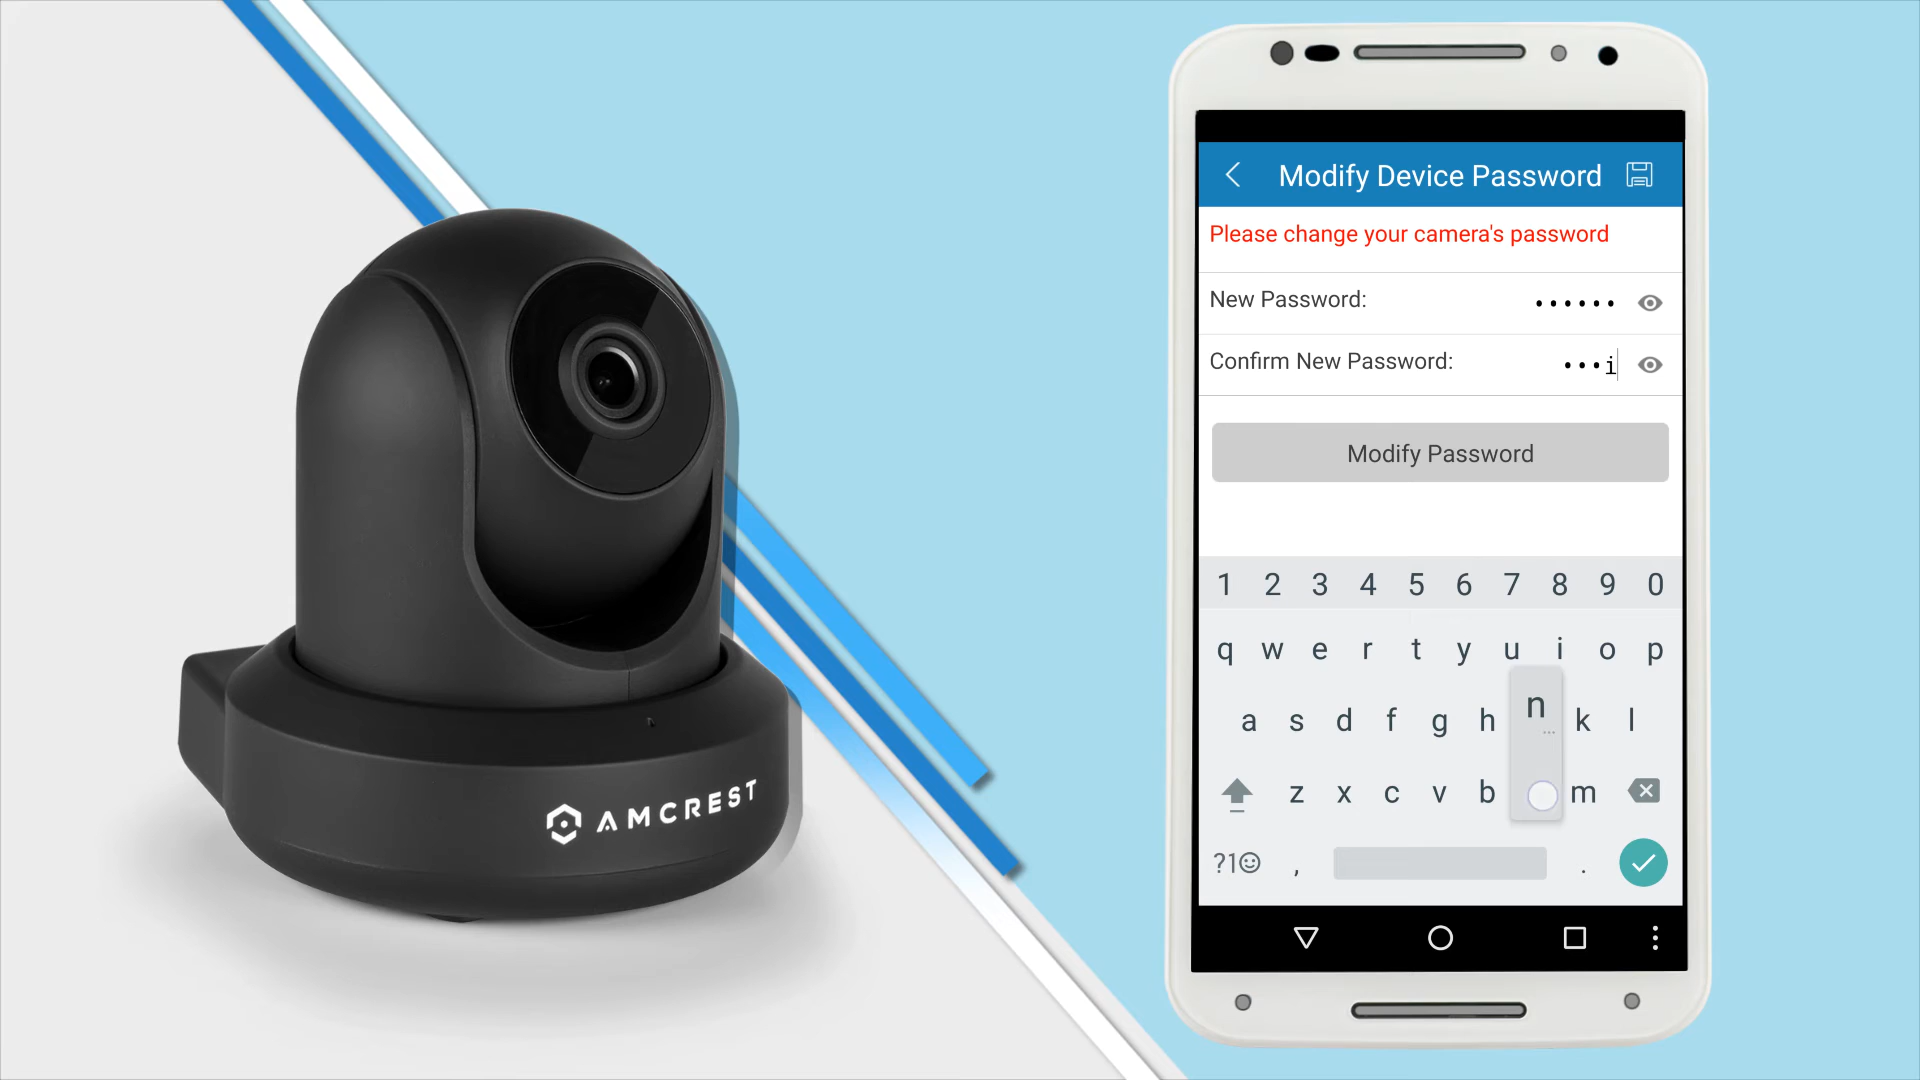 Modify Device Password
Please change your camera's password
New Password: ••••••
Confirm New Password: •••i
Modify Password
1 2 3 4 5 6 7 8 9 0
q w e r t y u i o p
a s d f g h n k l
z x c v b m
?1☺ , .
AMCREST